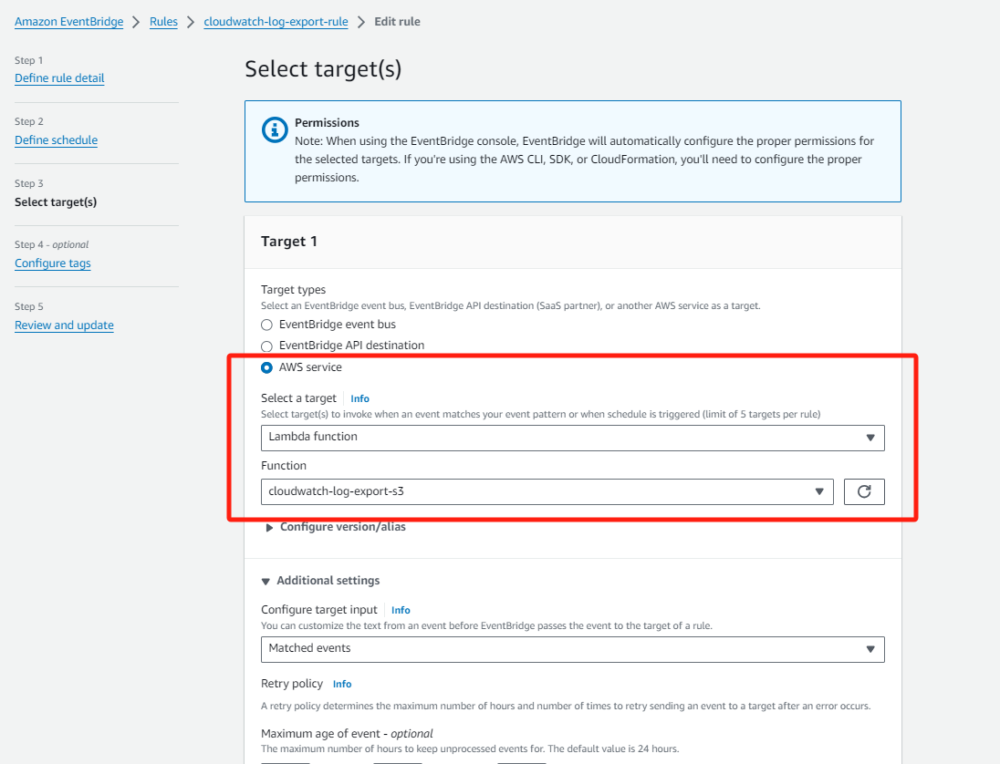 Amazon EventBridge > Rules > cloudwatch-log-export-rule > Edit rule
Step 1
Define rule detail
Step 2
Define schedule
Step 3
Select target(s)
Step 4 - optional
Configure tags
Step 5
Review and update
Select target(s)
Permissions
Note: When using the EventBridge console, EventBridge will automatically configure the proper permissions for
the selected targets. If you're using the AWS CLI, SDK, or CloudFormation, you'll need to configure the proper
permissions.
Target 1
Target types
Select an EventBridge event bus, EventBridge API destination (SaaS partner), or another AWS service as a target.
EventBridge event bus
EventBridge API destination
AWS service
Select a target Info
Select target(s) to invoke when an event matches your event pattern or when schedule is triggered (limit of 5 targets per rule)
Lambda function
Function
cloudwatch-log-export-s3
Configure version/alias
Additional settings
Configure target input Info
You can customize the text from an event before EventBridge passes the event to the target of a rule.
Matched events
Retry policy Info
A retry policy determines the maximum number of hours and number of times to retry sending an event to a target after an error occurs.
Maximum age of event - optional
The maximum number of hours to keep unprocessed events for. The default value is 24 hours.